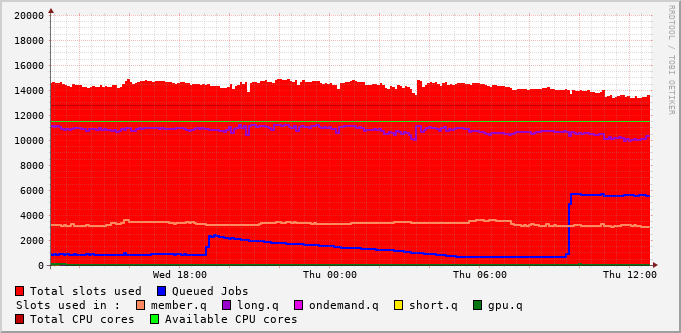 20000
18000
16000
14000
12000
10000
8000
6000
4000
2000
0
Wed 18:00 Thu 00:00 Thu 06:00 Thu 12:00
RRDTOOL / TOBI OETIKER
Total slots used Queued Jobs
Slots used in : member.q long.q ondemand.q short.q gpu.q
Total CPU cores Available CPU cores